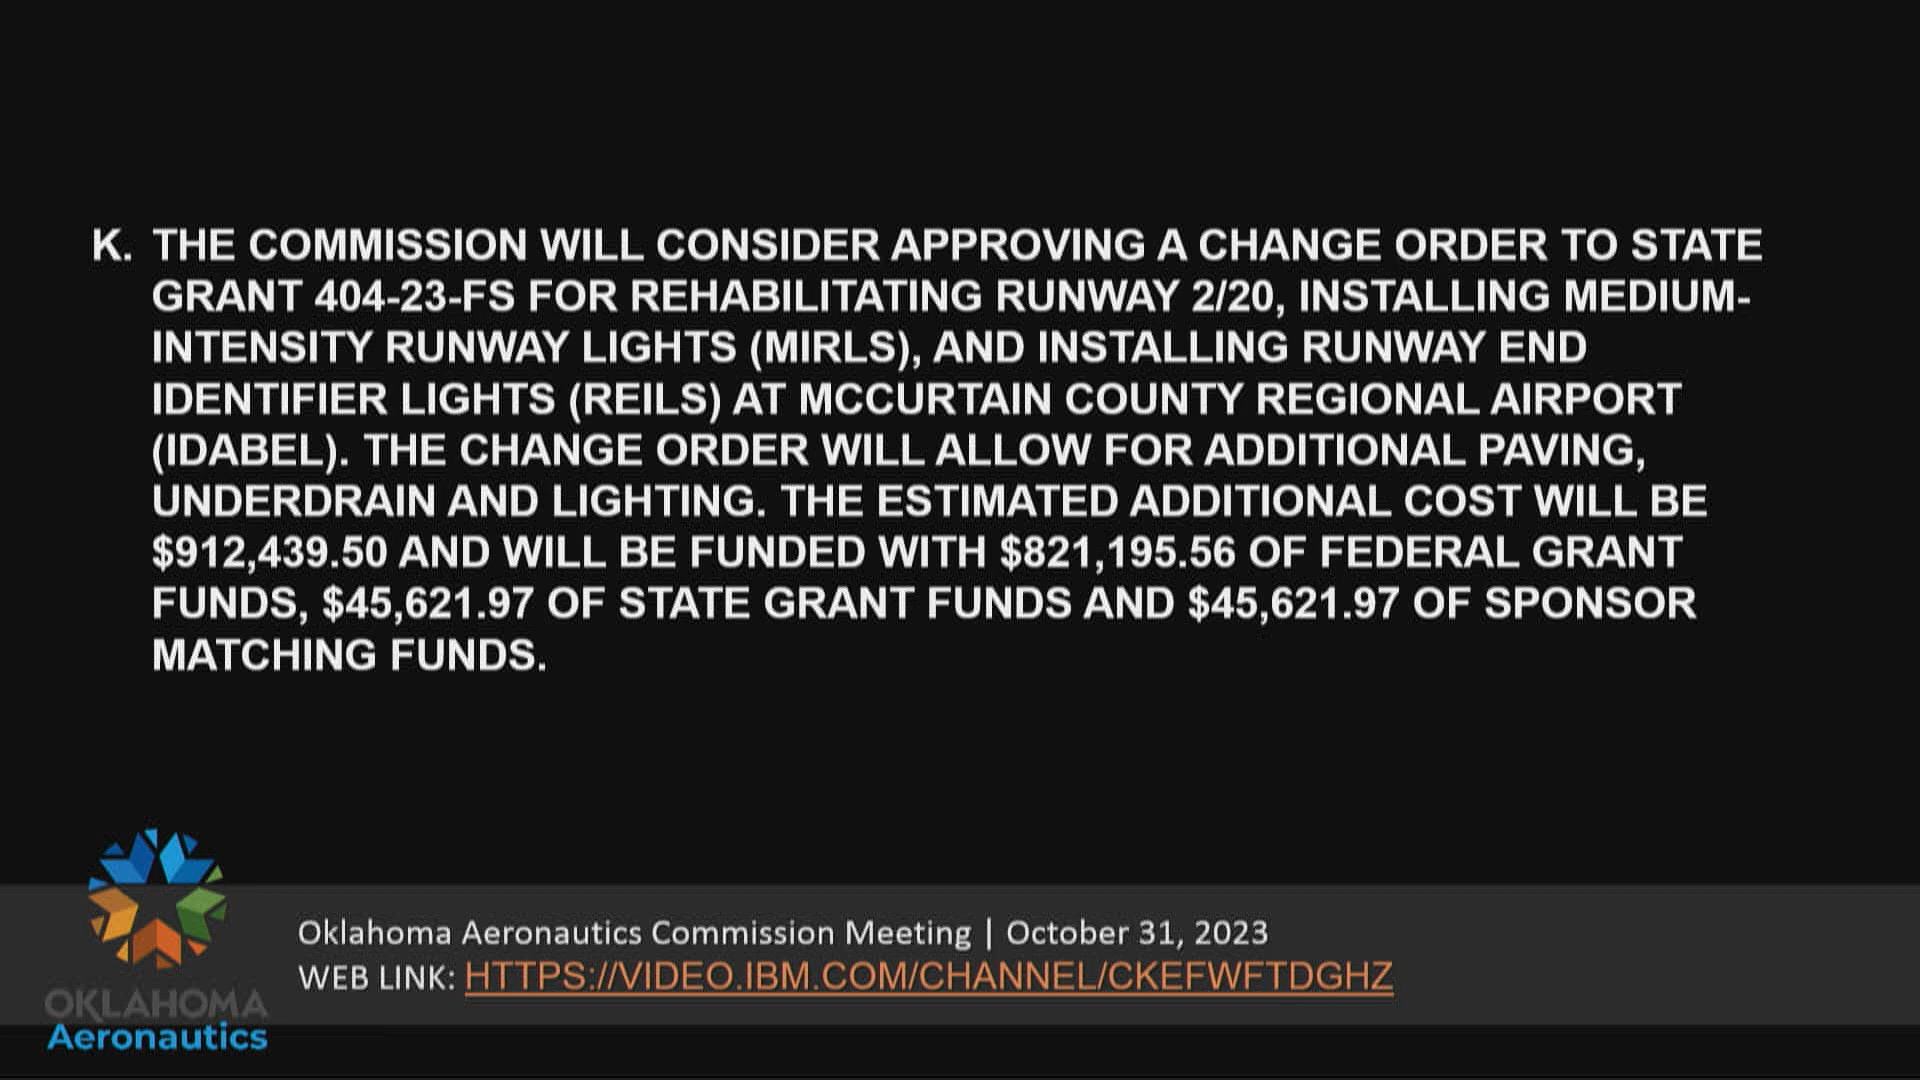 K. THE COMMISSION WILL CONSIDER APPROVING A CHANGE ORDER TO STATE
GRANT 404-23-FS FOR REHABILITATING RUNWAY 2/20, INSTALLING MEDIUM-
INTENSITY RUNWAY LIGHTS (MIRLS), AND INSTALLING RUNWAY END
IDENTIFIER LIGHTS (REILS) AT MCCURTAIN COUNTY REGIONAL AIRPORT
(IDABEL). THE CHANGE ORDER WILL ALLOW FOR ADDITIONAL PAVING,
UNDERDRAIN AND LIGHTING. THE ESTIMATED ADDITIONAL COST WILL BE
$912,439.50 AND WILL BE FUNDED WITH $821,195.56 OF FEDERAL GRANT
FUNDS, $45,621.97 OF STATE GRANT FUNDS AND $45,621.97 OF SPONSOR
MATCHING FUNDS.
Oklahoma Aeronautics Commission Meeting | October 31, 2023
WEB LINK: HTTPS://VIDEO.IBM.COM/CHANNEL/CKEFWFTDGHZ
OKLAHOMA
Aeronautics